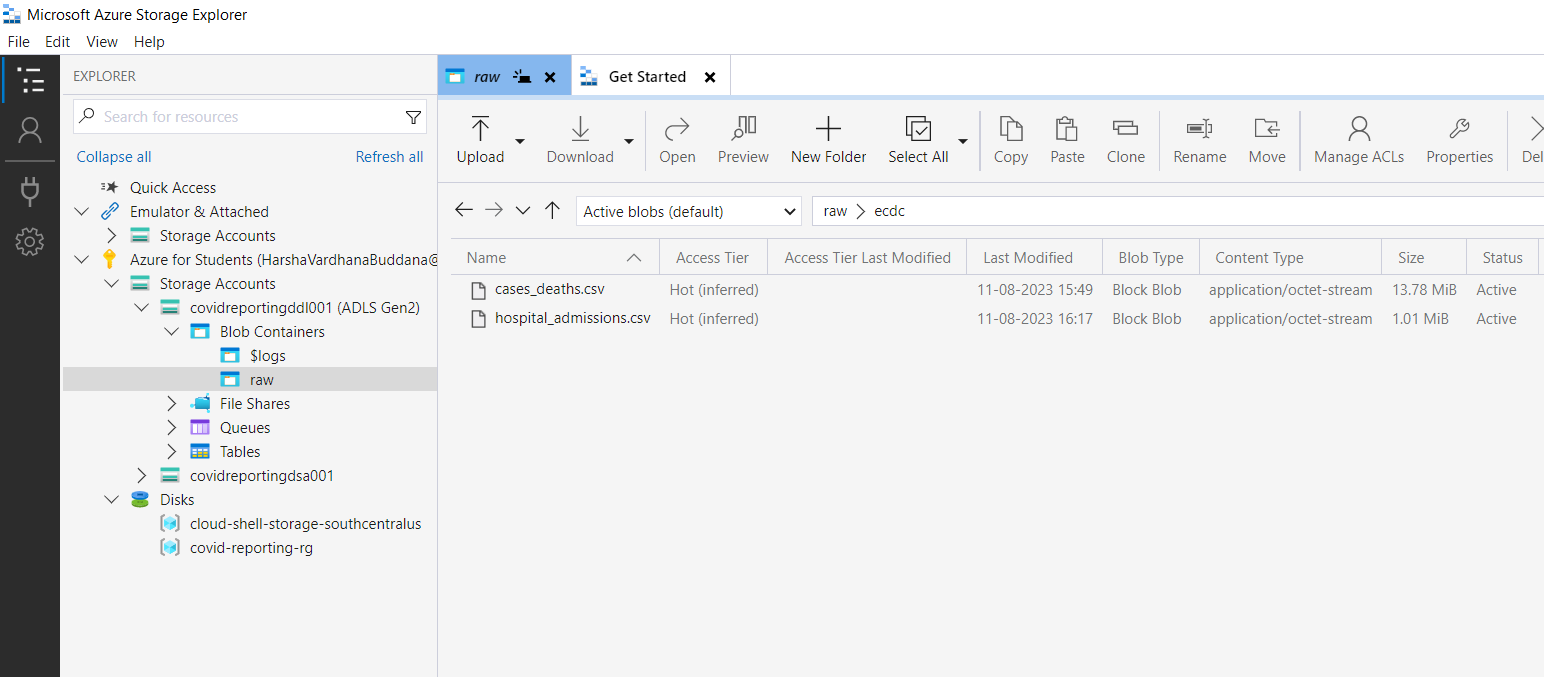 Microsoft Azure Storage Explorer
File Edit View Help
EXPLORER
Search for resources
Collapse all Refresh all
Quick Access
Emulator & Attached
Storage Accounts
Azure for Students (HarshaVardhanaBuddana@
Storage Accounts
covidreportingddl001 (ADLS Gen2)
Blob Containers
$logs
raw
File Shares
Queues
Tables
covidreportingdsa001
Disks
cloud-shell-storage-southcentralus
covid-reporting-rg
raw Get Started
Upload Download Open Preview New Folder Select All Copy Paste Clone Rename Move Manage ACLs Properties Del
Active blobs (default) raw ecdc
Name Access Tier Access Tier Last Modified Last Modified Blob Type Content Type Size Status
cases_deaths.csv Hot (inferred) 11-08-2023 15:49 Block Blob application/octet-stream 13.78 MiB Active
hospital_admissions.csv Hot (inferred) 11-08-2023 16:17 Block Blob application/octet-stream 1.01 MiB Active